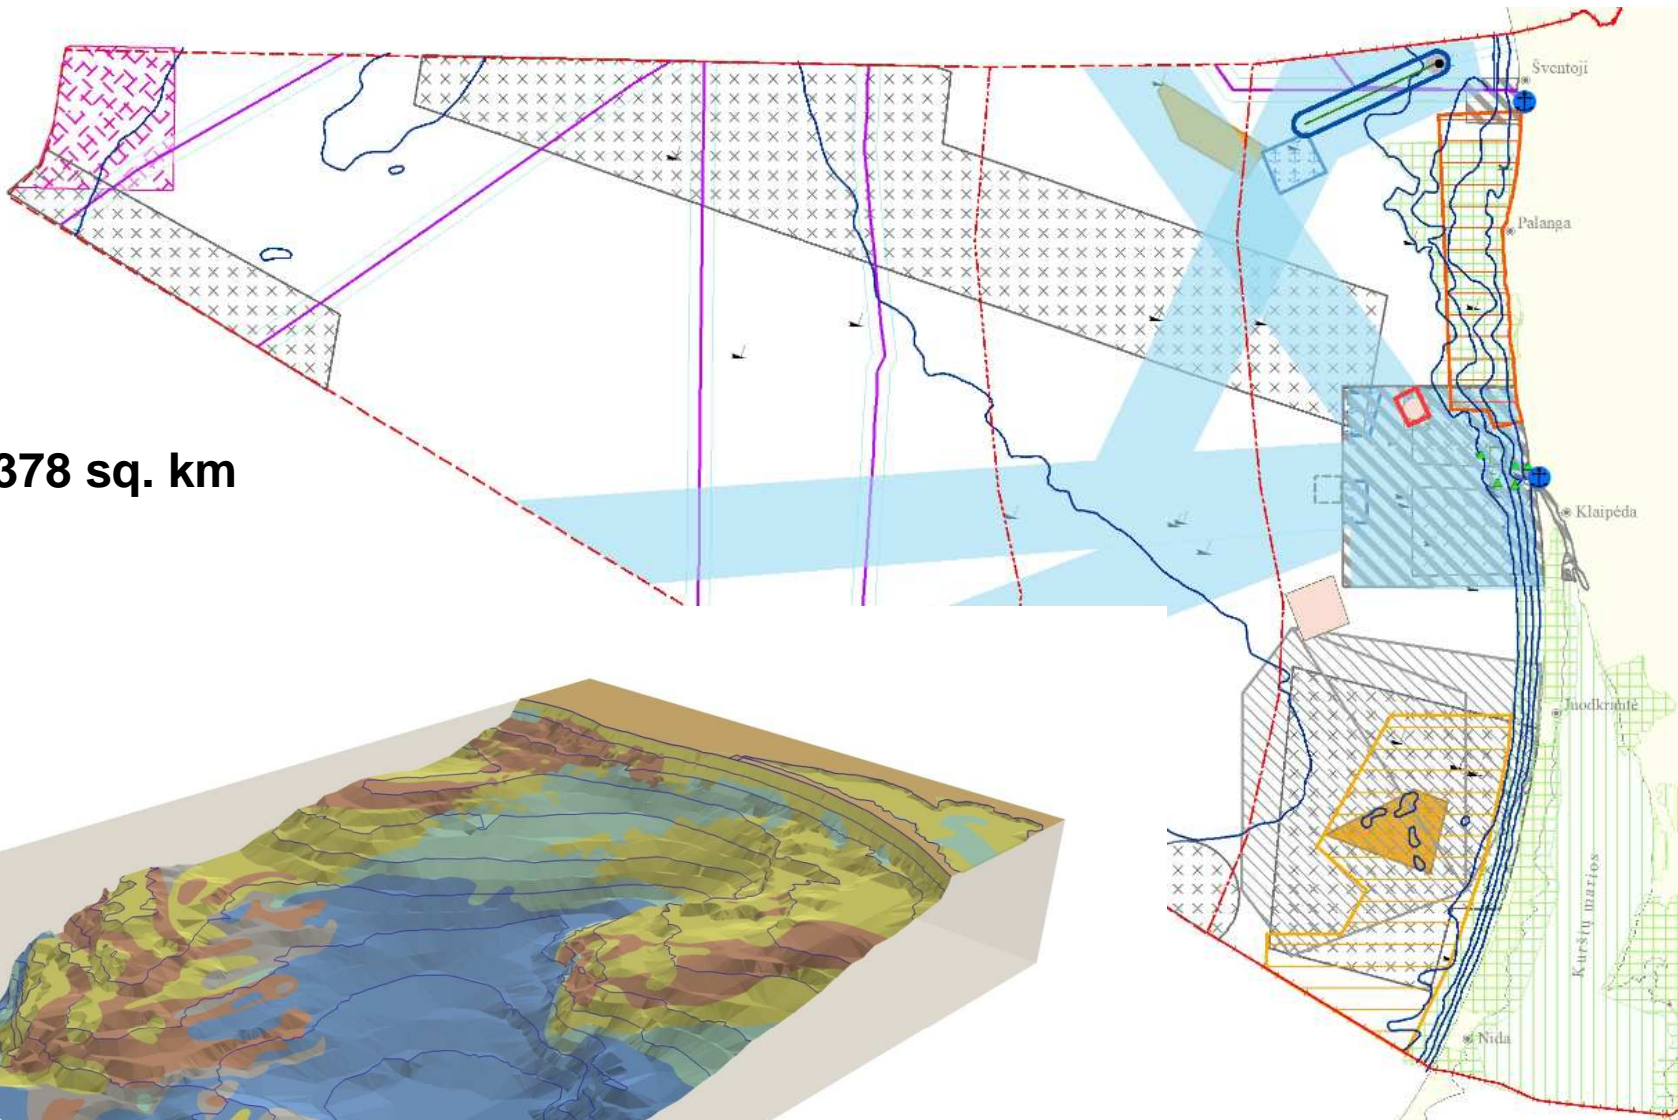 Šventoji
Palanga
378 sq. km
Klaipėda
Juodkrantė
Kuršių marios
Nida